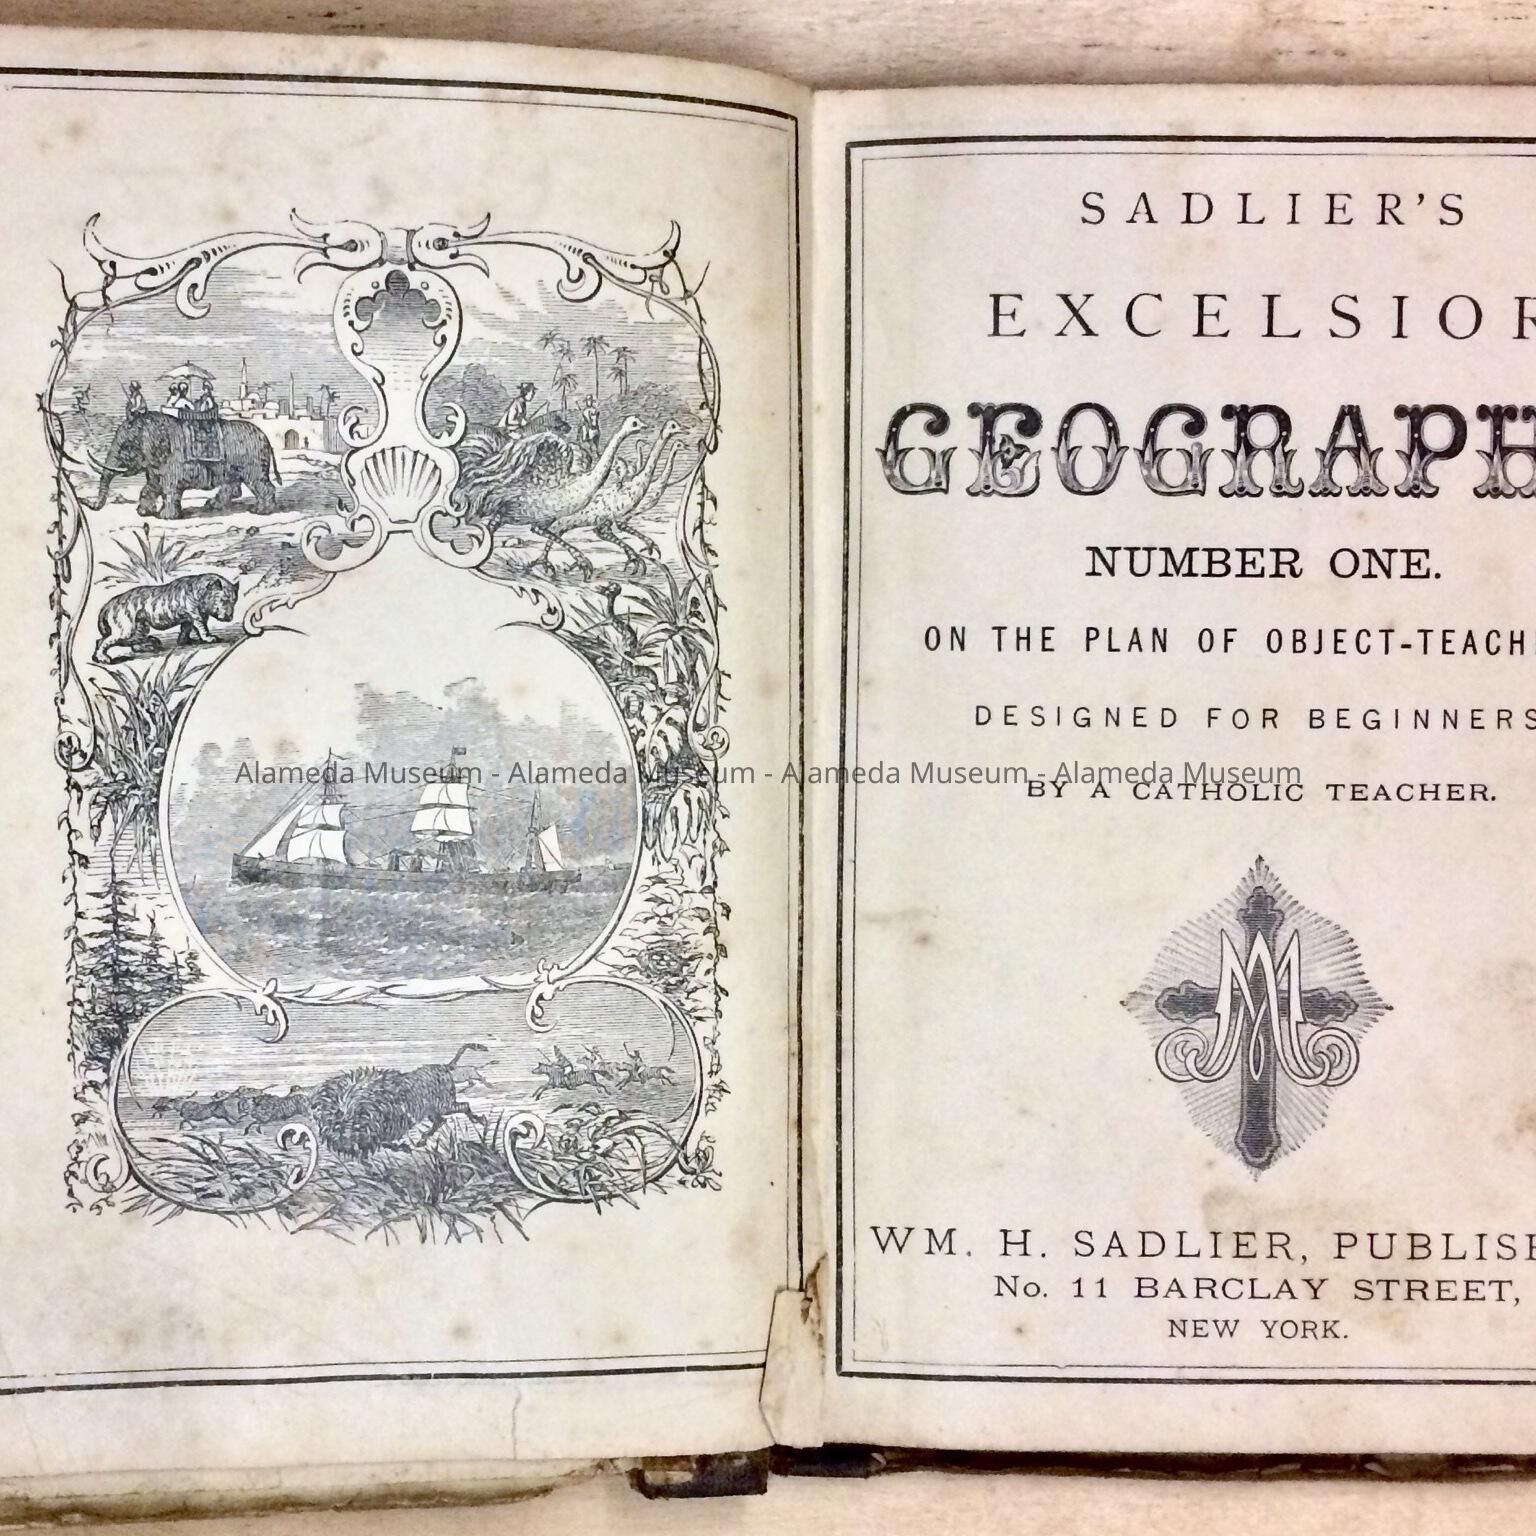 SADLIER'S
EXCELSIOR
GEOGRAPH
NUMBER ONE.
ON THE PLAN OF OBJECT-TEACH
DESIGNED FOR BEGINNERS
Alameda Museum - Alameda Museum - Alameda Museum - Alameda Museum
BY A CATHOLIC TEACHER.
M
WM. H. SADLIER, PUBLISH
No. 11 BARCLAY STREET,
NEW YORK.